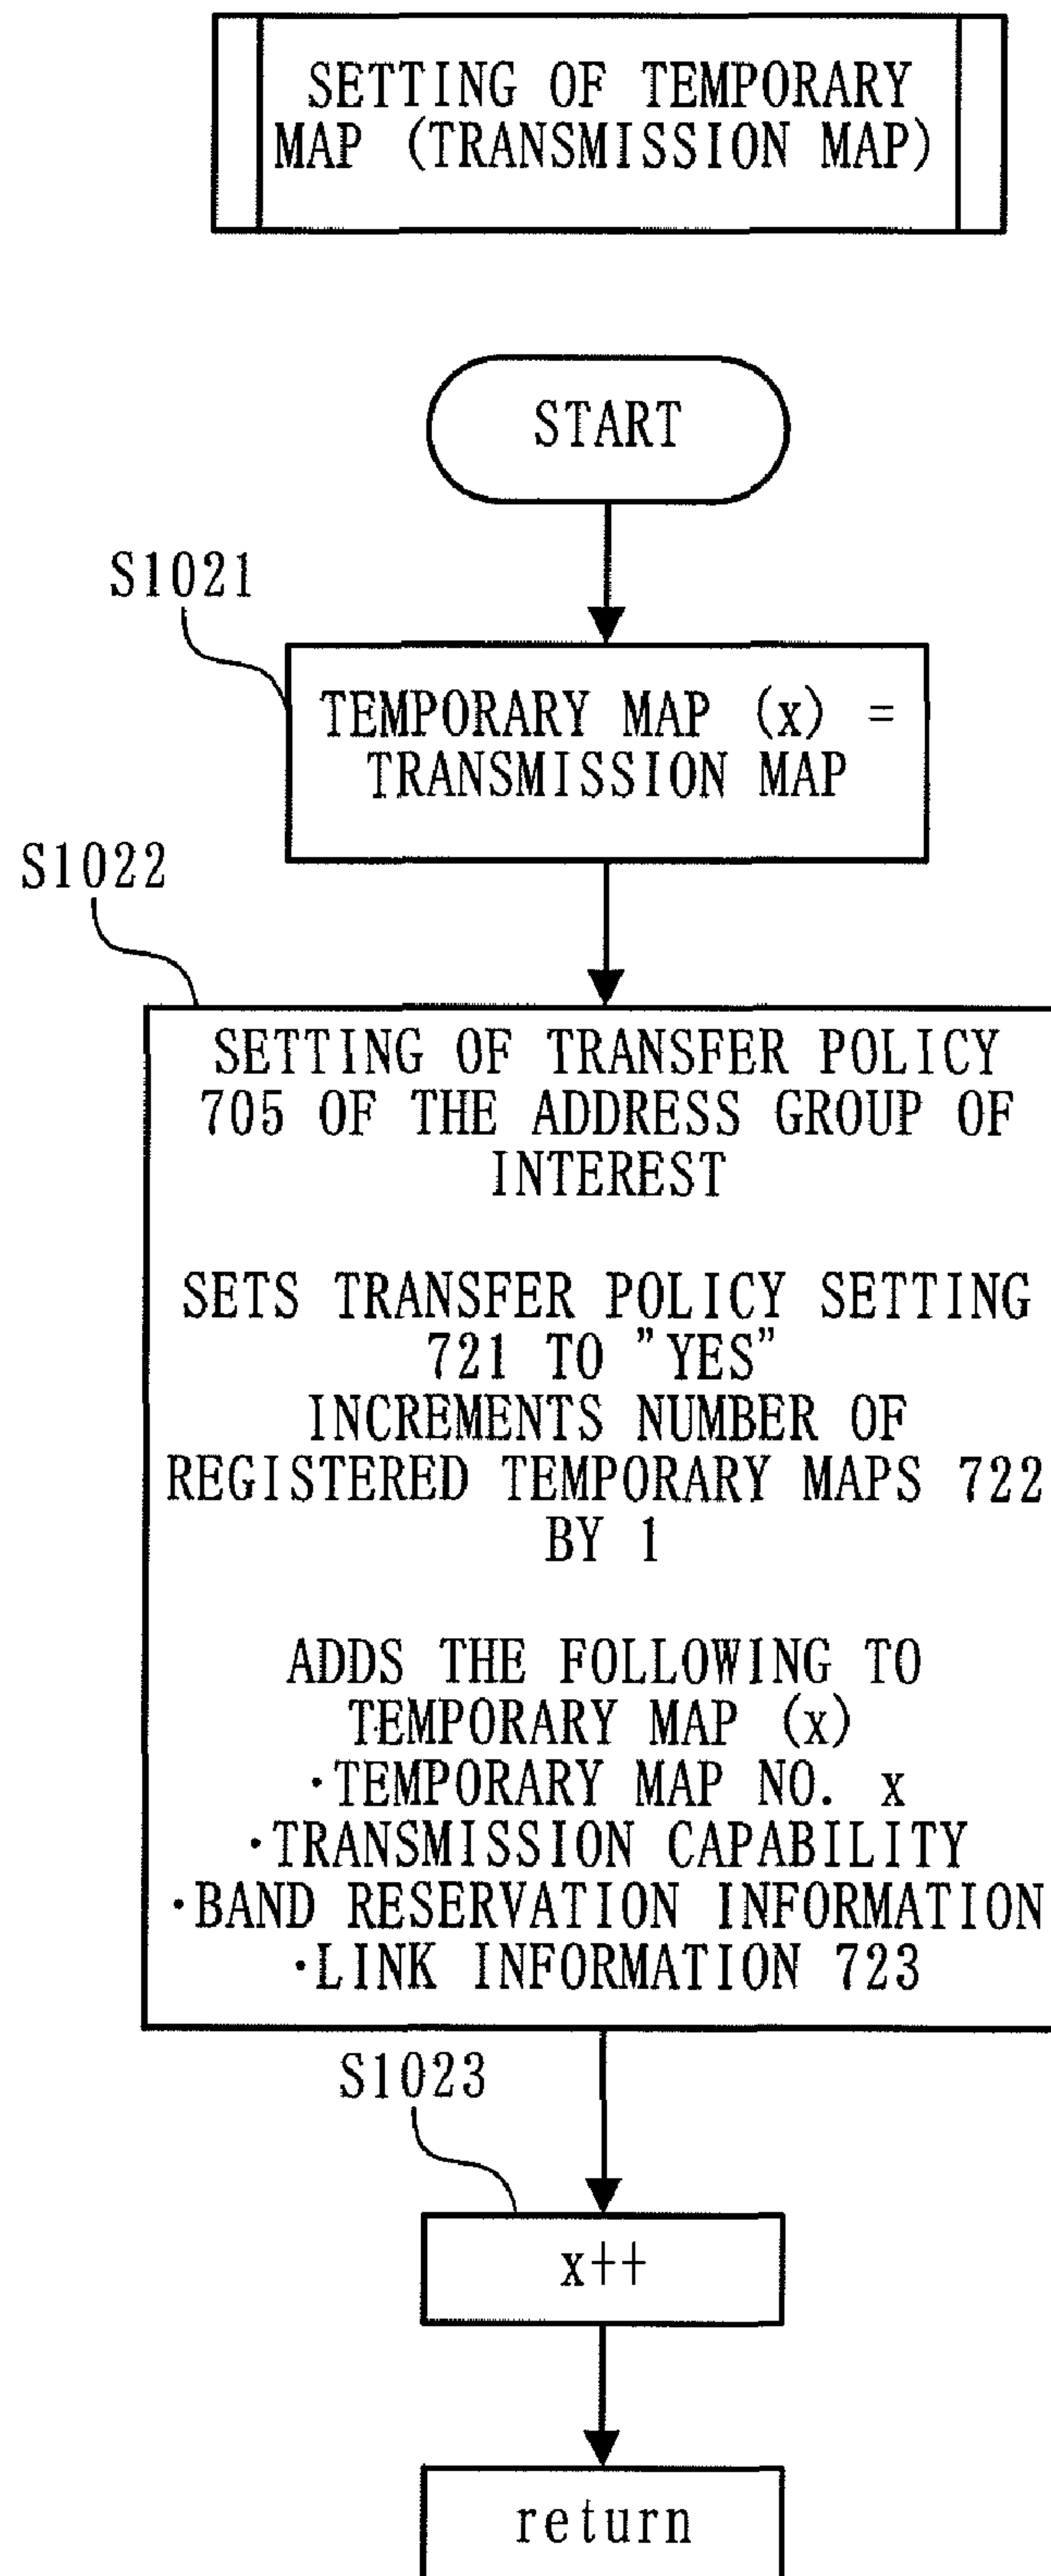 SETTING OF TEMPORARY
MAP (TRANSMISSION MAP)
START
S1021
TEMPORARY MAP (x) =
TRANSMISSION MAP
S1022
SETTING OF TRANSFER POLICY
705 OF THE ADDRESS GROUP OF
INTEREST
SETS TRANSFER POLICY SETTING
721 TO "YES"
INCREMENTS NUMBER OF
REGISTERED TEMPORARY MAPS 722
BY 1
ADDS THE FOLLOWING TO
TEMPORARY MAP (x)
·TEMPORARY MAP NO. x
·TRANSMISSION CAPABILITY
·BAND RESERVATION INFORMATION
·LINK INFORMATION 723
S1023
x++
return